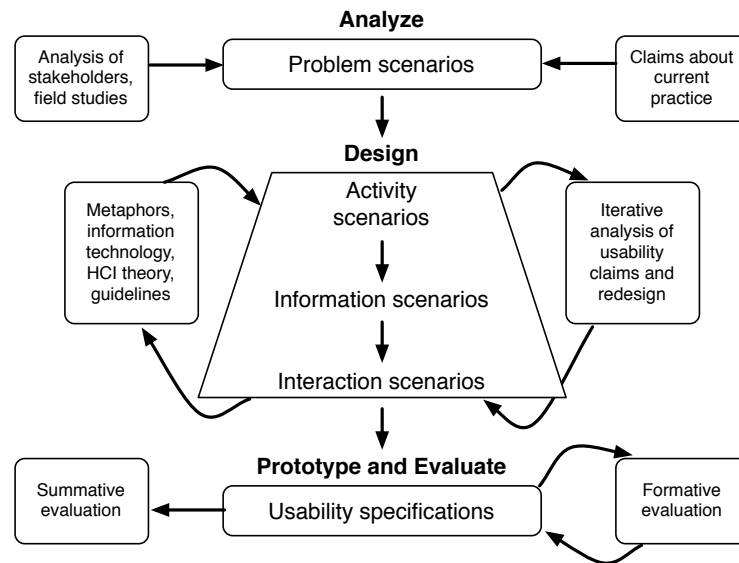 Analyze
Analysis of
stakeholders,
field studies
Problem scenarios
Claims about
current
practice
Design
Metaphors,
information
technology,
HCI theory,
guidelines
Activity
scenarios
Information scenarios
Interaction scenarios
Iterative
analysis of
usability
claims and
redesign
Prototype and Evaluate
Summative
evaluation
Usability specifications
Formative
evaluation